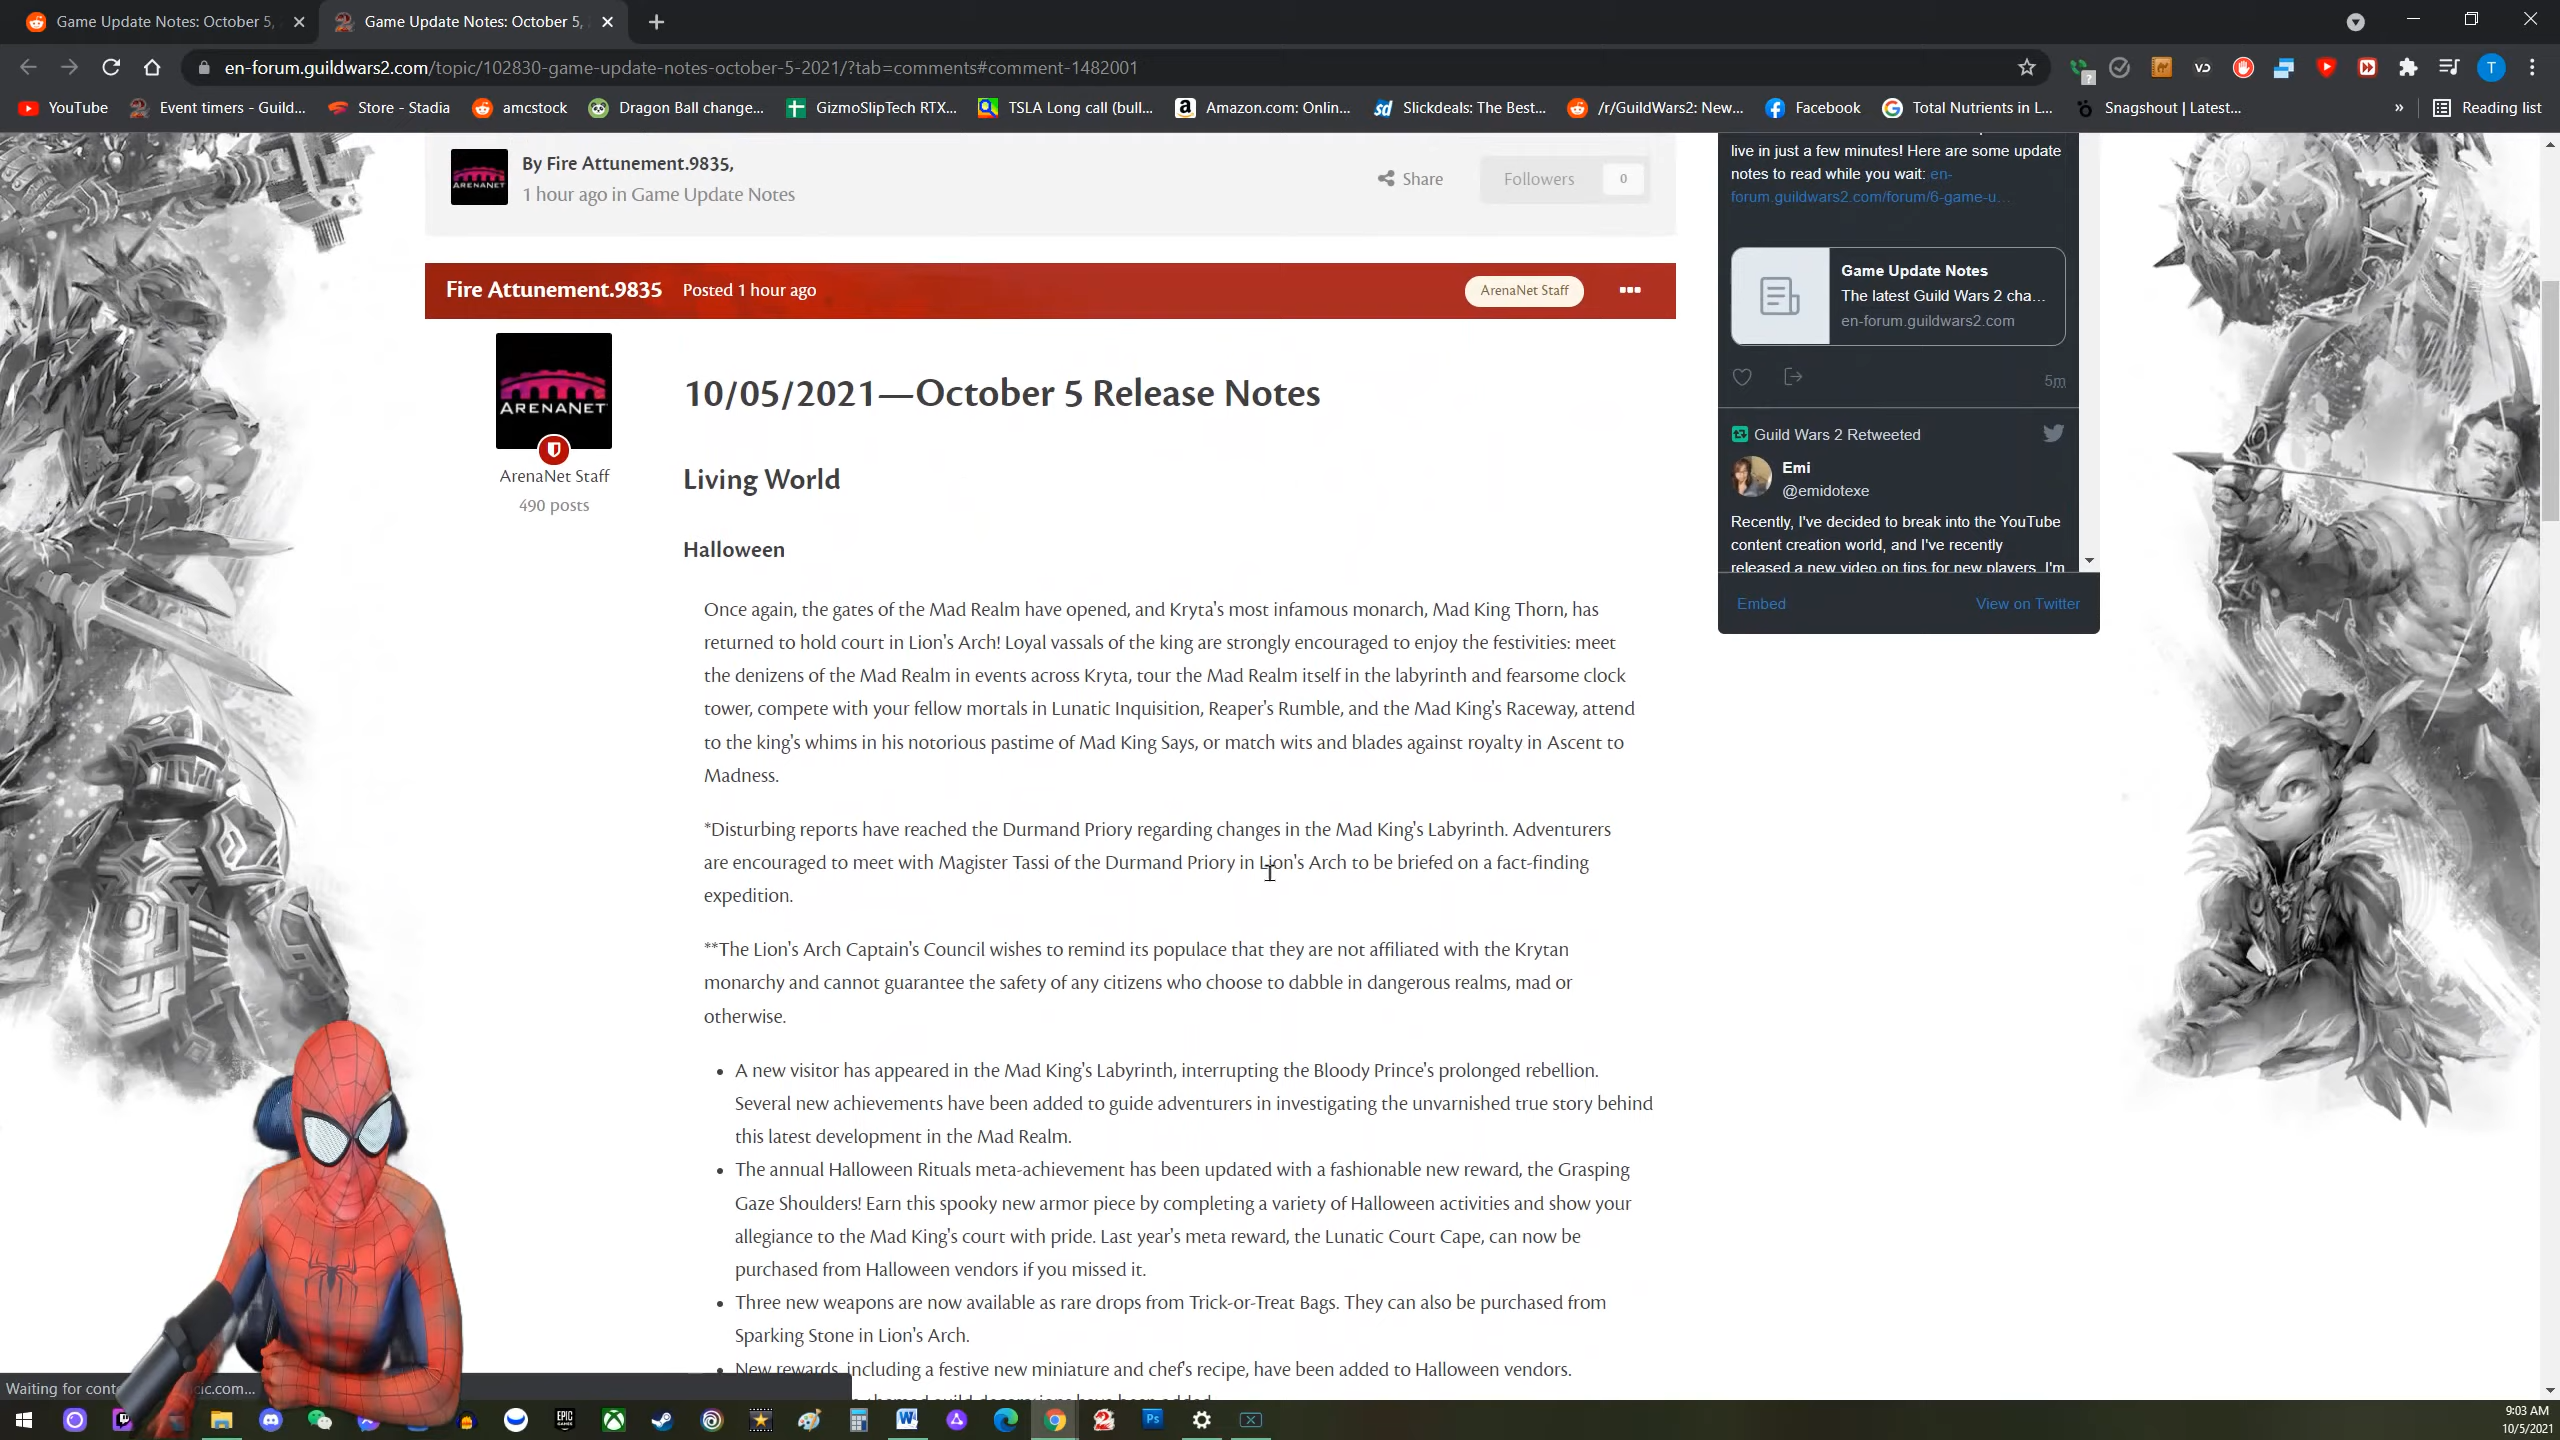 Game Update Notes: October 5,
Game Update Notes: October 5,
en-forum.guildwars2.com/topic/102830-game-update-notes-october-5-2021/?tab=comments#comment-1482001
T
YouTube
Event timers - Guild...
Store - Stadia
amcstock
Dragon Ball change...
GizmoSlipTech RTX...
TSLA Long call (bull...
Amazon.com: Onlin...
Slickdeals: The Best...
/r/GuildWars2: New...
Facebook
Total Nutrients in L...
Snagshout | Latest...
»
Reading list
ARENANET
By Fire Attunement.9835,
1 hour ago in Game Update Notes
Share
Followers
0
Fire Attunement.9835
Posted 1 hour ago
ArenaNet Staff
ARENANET
ArenaNet Staff
490 posts
10/05/2021—October 5 Release Notes
Living World
Halloween
Once again, the gates of the Mad Realm have opened, and Kryta's most infamous monarch, Mad King Thorn, has
returned to hold court in Lion's Arch! Loyal vassals of the king are strongly encouraged to enjoy the festivities: meet
the denizens of the Mad Realm in events across Kryta, tour the Mad Realm itself in the labyrinth and fearsome clock
tower, compete with your fellow mortals in Lunatic Inquisition, Reaper's Rumble, and the Mad King's Raceway, attend
to the king's whims in his notorious pastime of Mad King Says, or match wits and blades against royalty in Ascent to
Madness.
*Disturbing reports have reached the Durmand Priory regarding changes in the Mad King's Labyrinth. Adventurers
are encouraged to meet with Magister Tassi of the Durmand Priory in Lion's Arch to be briefed on a fact-finding
expedition.
**The Lion's Arch Captain's Council wishes to remind its populace that they are not affiliated with the Krytan
monarchy and cannot guarantee the safety of any citizens who choose to dabble in dangerous realms, mad or
otherwise.
• A new visitor has appeared in the Mad King's Labyrinth, interrupting the Bloody Prince's prolonged rebellion.
Several new achievements have been added to guide adventurers in investigating the unvarnished true story behind
this latest development in the Mad Realm.
• The annual Halloween Rituals meta-achievement has been updated with a fashionable new reward, the Grasping
Gaze Shoulders! Earn this spooky new armor piece by completing a variety of Halloween activities and show your
allegiance to the Mad King's court with pride. Last year's meta reward, the Lunatic Court Cape, can now be
purchased from Halloween vendors if you missed it.
• Three new weapons are now available as rare drops from Trick-or-Treat Bags. They can also be purchased from
Sparking Stone in Lion's Arch.
• New rewards, including a festive new miniature and chef's recipe, have been added to Halloween vendors.
live in just a few minutes! Here are some update
notes to read while you wait: en-
forum.guildwars2.com/forum/6-game-u…
Game Update Notes
The latest Guild Wars 2 cha...
en-forum.guildwars2.com
5m
Guild Wars 2 Retweeted
Emi
@emidotexe
Recently, I've decided to break into the YouTube
content creation world, and I've recently
released a new video on tips for new players. I'm
Embed
View on Twitter
Waiting for
9:03 AM
10/5/2021